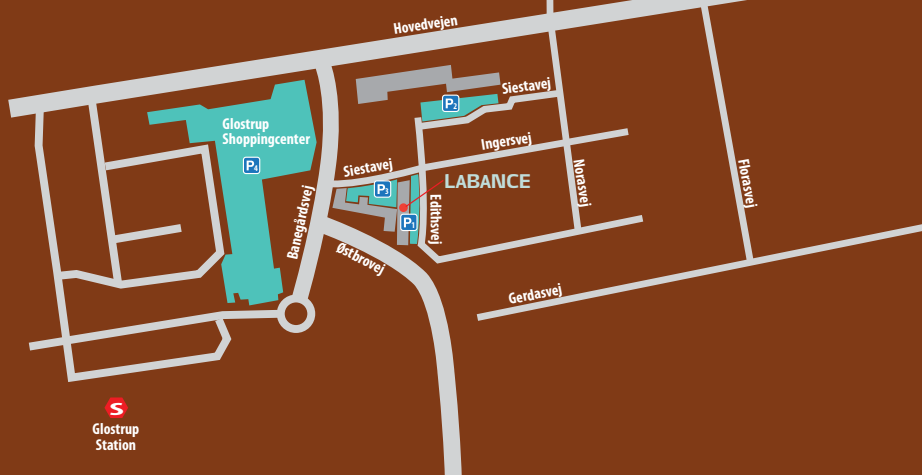 Hovedvejen
Siestavej
P2
Glostrup
Shoppingcenter
P4
Ingersvej
Siestavej
P3
LABANCE
Norasvej
Florasvej
Banegårdsvej
Edithsvej
P1
Østbrovej
Gerdasvej
S
Glostrup
Station